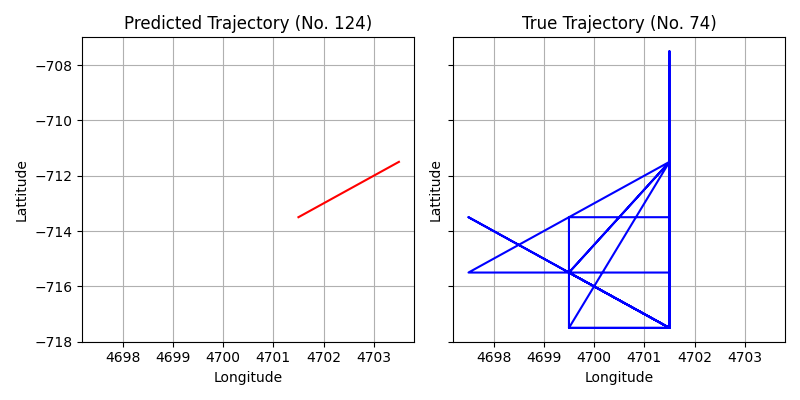 Predicted Trajectory (No. 124)
True Trajectory (No. 74)
−708
−710
−712
−714
−716
−718
Lattitude
Lattitude
4698 4699 4700 4701 4702 4703
4698 4699 4700 4701 4702 4703
Longitude
Longitude